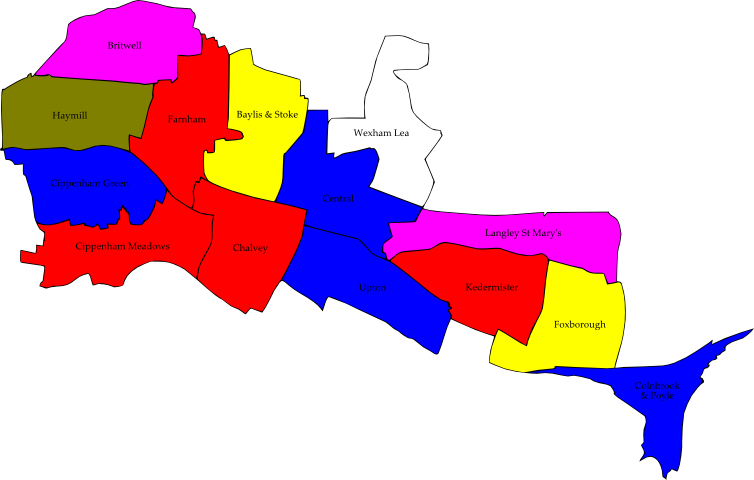 Britwell
Haymill
Farnham
Baylis & Stoke
Wexham Lea
Cippenham Green
Central
Cippenham Meadows
Chalvey
Langley St Mary's
Upton
Kedermister
Foxborough
Colnbrook
& Poyle